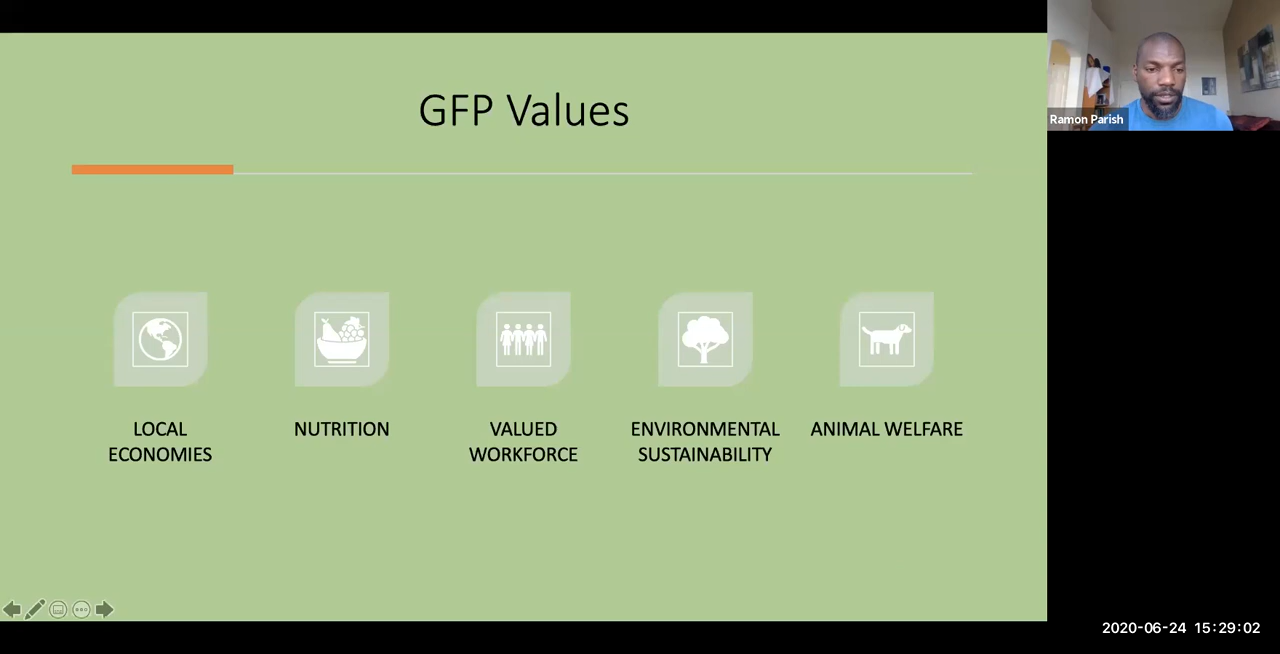 GFP Values
Ramon Parish
LOCAL
ECONOMIES
NUTRITION
VALUED
WORKFORCE
ENVIRONMENTAL
SUSTAINABILITY
ANIMAL WELFARE
2020-06-24 15:29:02